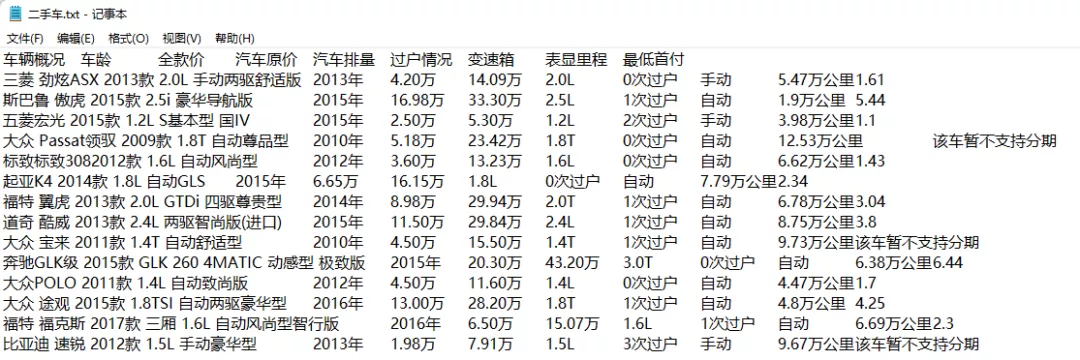 二手车.txt - 记事本
文件(F) 编辑(E) 格式(O) 视图(V) 帮助(H)
车辆概况 车龄 全款价 汽车原价 汽车排量 过户情况 变速箱 表显里程 最低首付
三菱 劲炫ASX 2013款 2.0L 手动两驱舒适版 2013年 4.20万 14.09万 2.0L 0次过户 手动 5.47万公里1.61
斯巴鲁 傲虎 2015款 2.5i 豪华导航版 2015年 16.98万 33.30万 2.5L 1次过户 自动 1.9万公里 5.44
五菱宏光 2015款 1.2L S基本型 国IV 2015年 2.50万 5.30万 1.2L 2次过户 手动 3.98万公里1.1
大众 Passat领驭 2009款 1.8T 自动尊品型 2010年 5.18万 23.42万 1.8T 0次过户 自动 12.53万公里 该车暂不支持分期
标致标致3082012款 1.6L 自动风尚型 2012年 3.60万 13.23万 1.6L 0次过户 自动 6.62万公里1.43
起亚K4 2014款 1.8L 自动GLS 2015年 6.65万 16.15万 1.8L 0次过户 自动 7.79万公里2.34
福特 翼虎 2013款 2.0L GTDi 四驱尊贵型 2014年 8.98万 29.94万 2.0T 1次过户 自动 6.78万公里3.04
道奇 酷威 2013款 2.4L 两驱智尚版(进口) 2015年 11.50万 29.84万 2.4L 1次过户 自动 8.75万公里3.8
大众 宝来 2011款 1.4T 自动舒适型 2010年 4.50万 15.50万 1.4T 1次过户 自动 9.73万公里该车暂不支持分期
奔驰GLK级 2015款 GLK 260 4MATIC 动感型 极致版 2015年 20.30万 43.20万 3.0T 0次过户 自动 6.38万公里6.44
大众POLO 2011款 1.4L 自动致尚版 2012年 4.50万 11.60万 1.4L 0次过户 自动 4.47万公里1.7
大众 途观 2015款 1.8TSI 自动两驱豪华型 2016年 13.00万 28.20万 1.8T 1次过户 自动 4.8万公里 4.25
福特 福克斯 2017款 三厢 1.6L 自动风尚型智行版 2016年 6.50万 15.07万 1.6L 1次过户 自动 6.69万公里2.3
比亚迪 速锐 2012款 1.5L 手动豪华型 2013年 1.98万 7.91万 1.5L 3次过户 手动 9.67万公里该车暂不支持分期